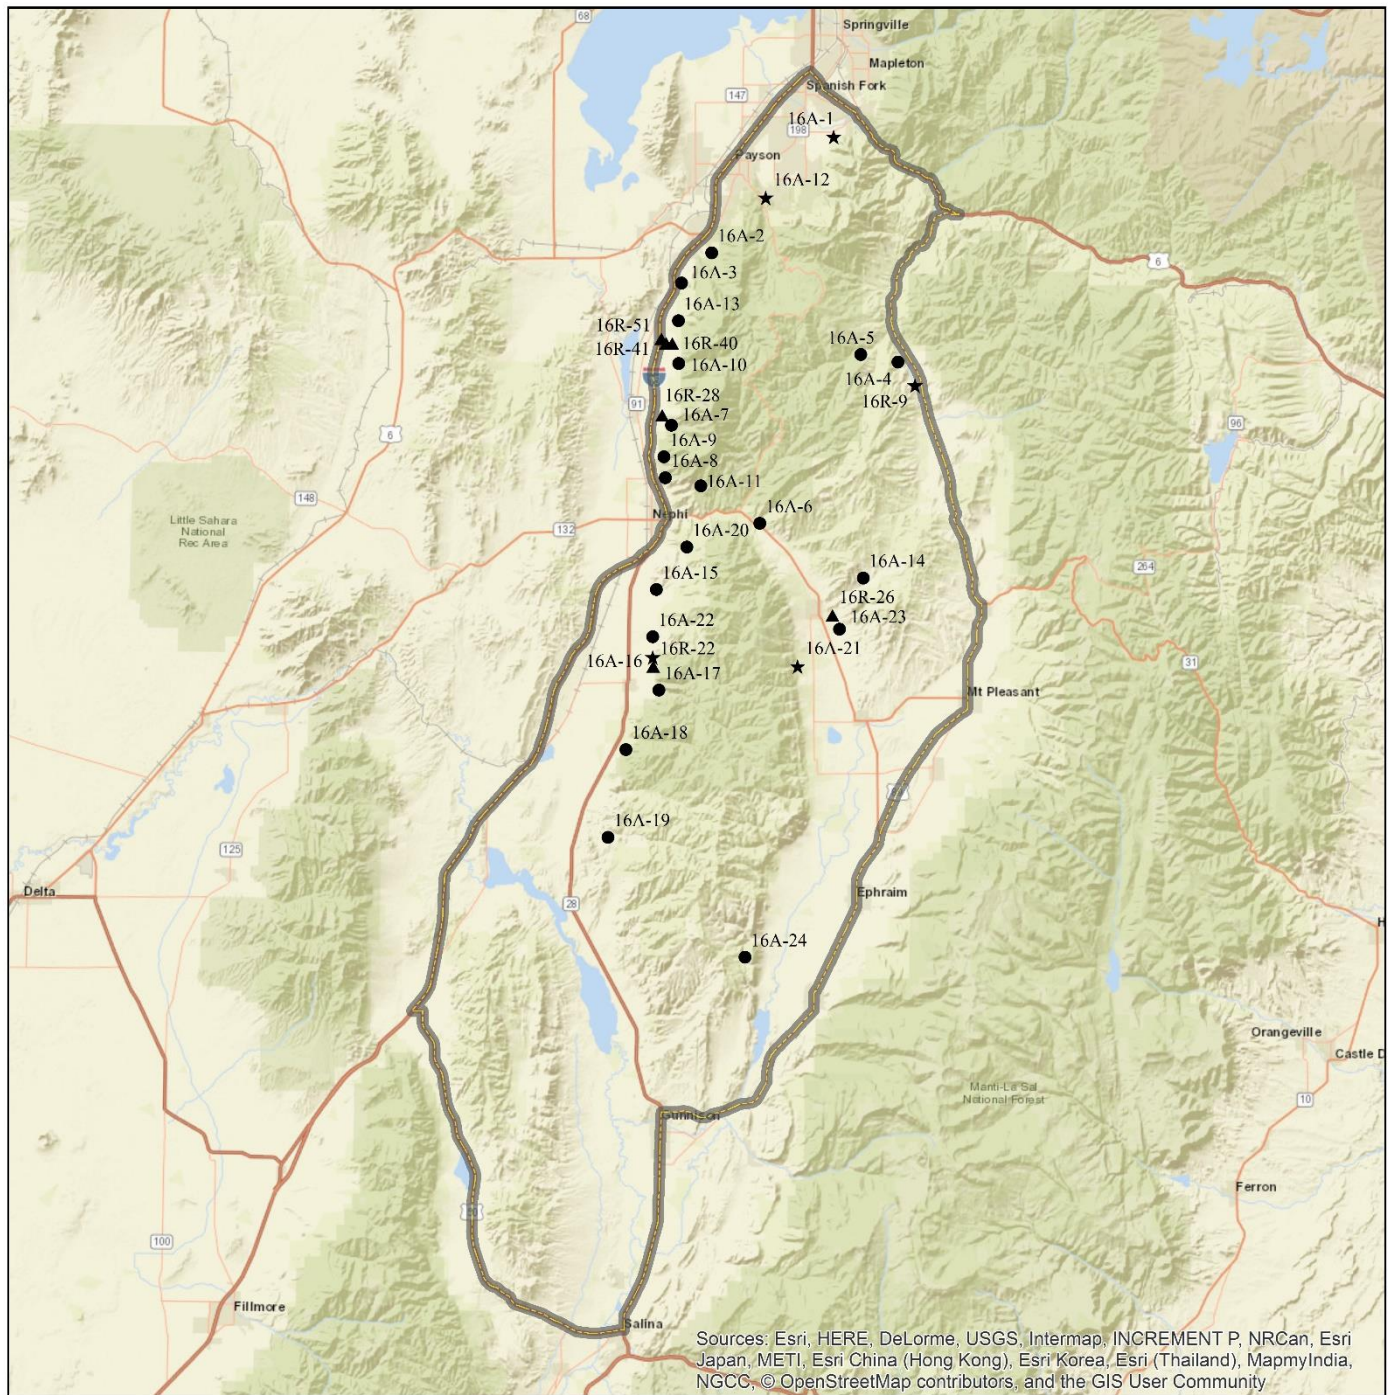 68
Springville
Mapleton
147
Spanish Fork
16A-1
198
Payson
16A-12
16A-2
6
16A-3
16A-13
16R-51
16R-40
16R-41
16A-5
16A-10
16A-4
16R-9
91
16R-28
16A-7
96
6
16A-9
16A-8
16A-11
148
Little Sahara
National
Rec Area
Nephi
16A-6
132
16A-20
16A-14
264
16A-15
16R-26
16A-23
16A-22
16R-22
16A-21
16A-16
16A-17
31
Mt Pleasant
16A-18
16A-19
125
Delta
Ephraim
28
16A-24
Orangeville
Castle D
Manti-La Sal
National Forest
10
Gunnison
Ferron
100
Fillmore
Salina
Sources: Esri, HERE, DeLorme, USGS, Intermap, INCREMENT P, NRCan, Esri
Japan, METI, Esri China (Hong Kong), Esri Korea, Esri (Thailand), MapmyIndia,
NGCC, © OpenStreetMap contributors, and the GIS User Community